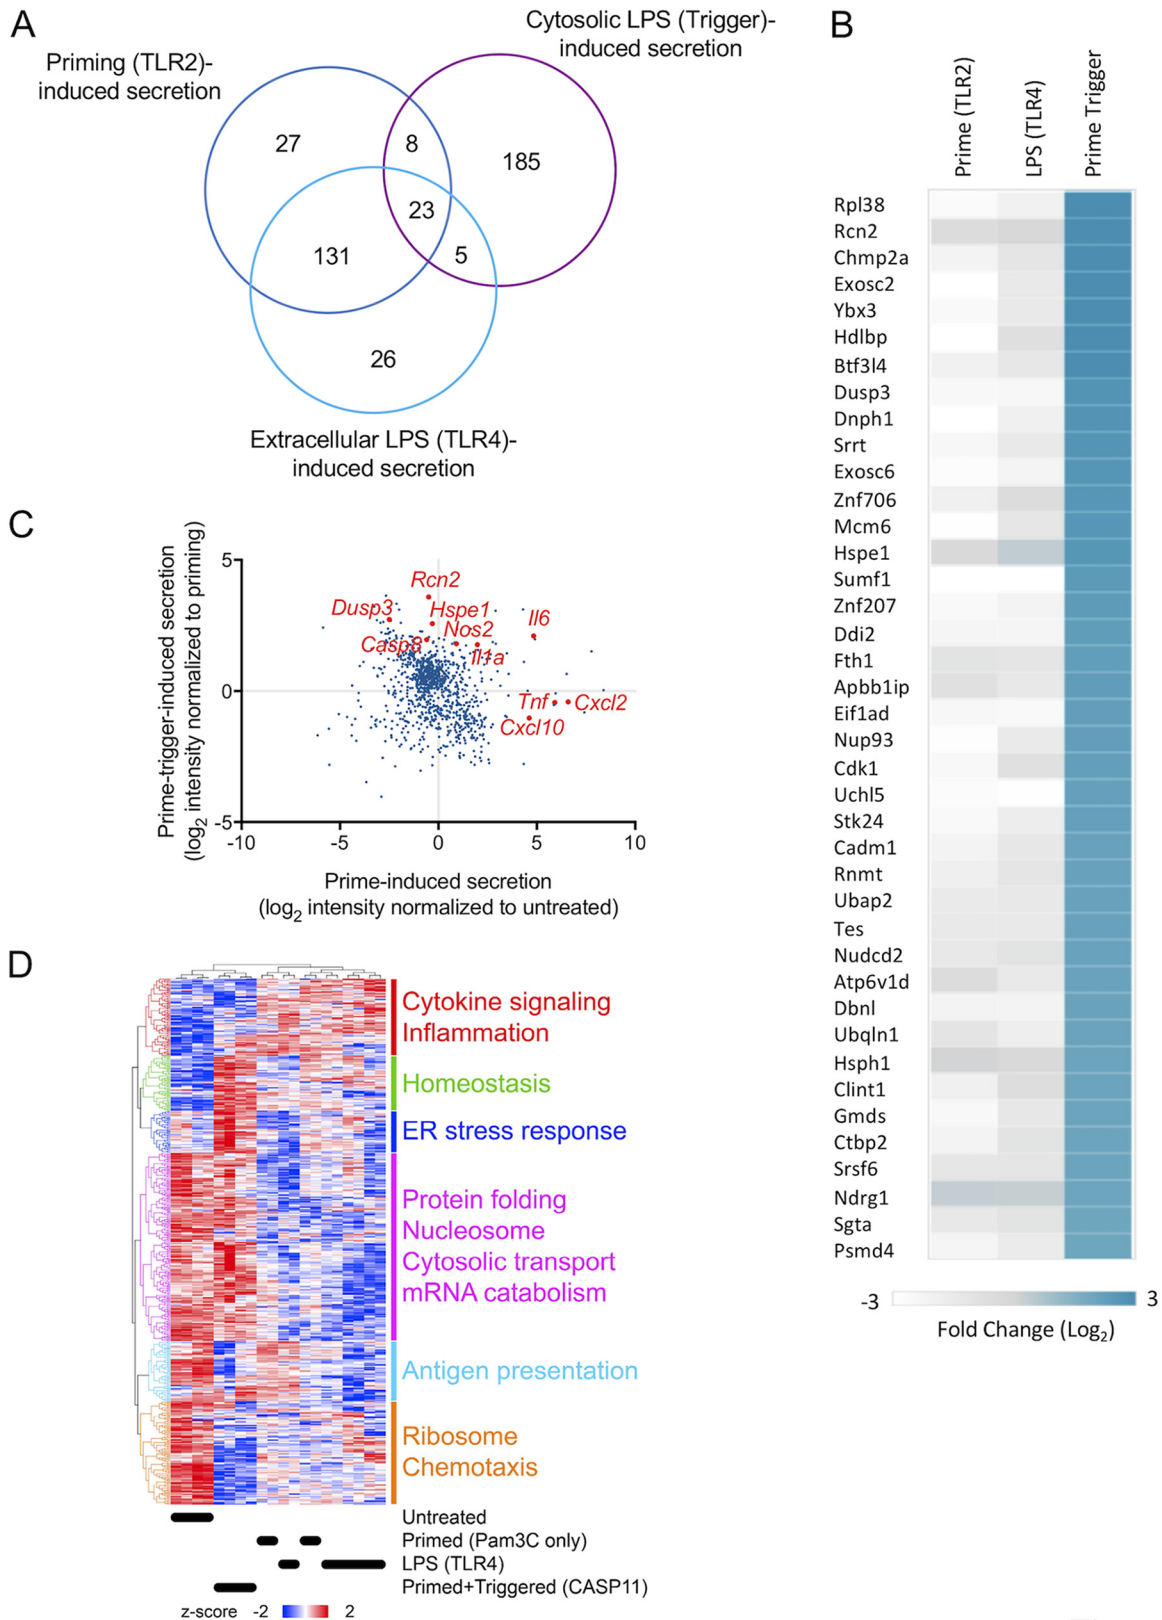 A
Priming (TLR2)-
induced secretion
Cytosolic LPS (Trigger)-
induced secretion
27
8
185
23
131
5
26
Extracellular LPS (TLR4)-
induced secretion
B
Prime (TLR2)
LPS (TLR4)
Prime Trigger
Rpl38
Rcn2
Chmp2a
Exosc2
Ybx3
Hdlbp
Btf3l4
Dusp3
Dnph1
Srrt
Exosc6
Znf706
Mcm6
Hspe1
Sumf1
Znf207
Ddi2
Fth1
Apbb1ip
Eif1ad
Nup93
Cdk1
Uchl5
Stk24
Cadm1
Rnmt
Ubap2
Tes
Nudcd2
Atp6v1d
Dbnl
Ubqln1
Hsph1
Clint1
Gmds
Ctbp2
Srsf6
Ndrg1
Sgta
Psmd4
-3
3
Fold Change (Log2)
C
Prime-trigger-induced secretion
(log2 intensity normalized to priming)
5
0
-5
-10
-5
0
5
10
Rcn2
Dusp3
Hspe1
Il6
Nos2
Casp8
Il1a
Tnf
Cxcl2
Cxcl10
Prime-induced secretion
(log2 intensity normalized to untreated)
D
Cytokine signaling
Inflammation
Homeostasis
ER stress response
Protein folding
Nucleosome
Cytosolic transport
mRNA catabolism
Antigen presentation
Ribosome
Chemotaxis
Untreated
Primed (Pam3C only)
LPS (TLR4)
Primed+Triggered (CASP11)
z-score -2 2